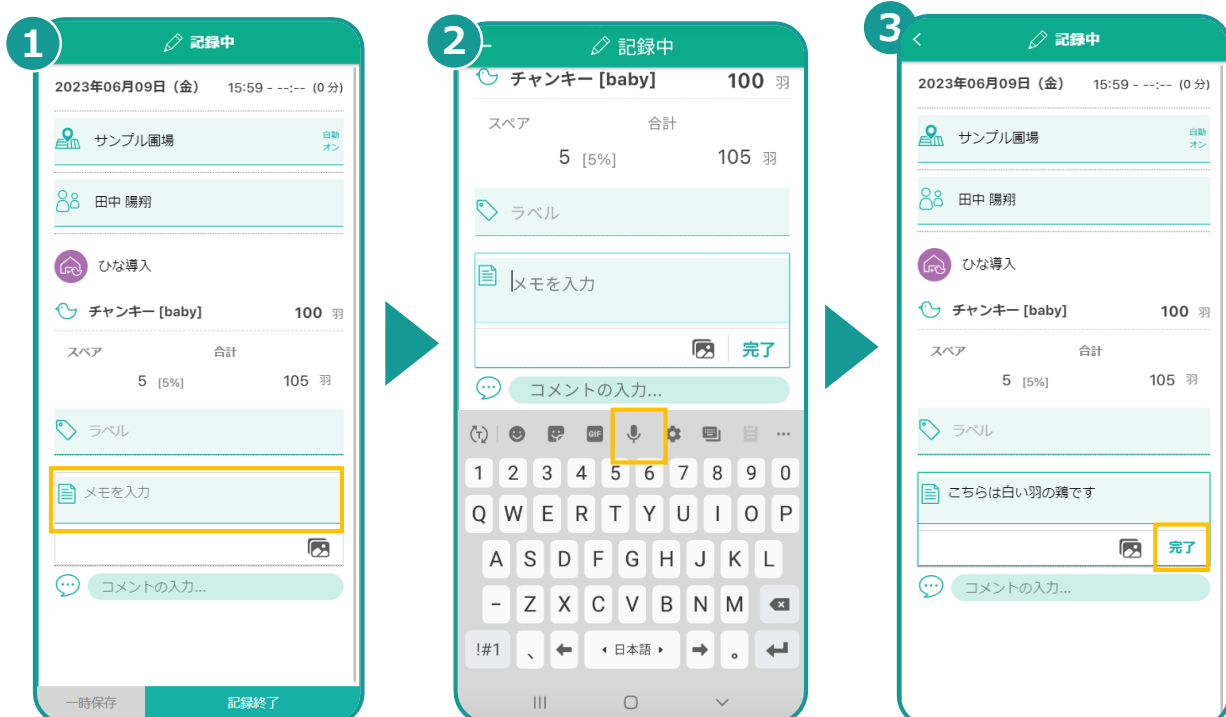 1
記録中
2023年06月09日（金） 15:59 - --:-- (0 分)
サンプル圃場
自動
オン
田中 陽翔
ひな導入
チャンキー [baby] 100 羽
スペア 合計
5 [5%] 105 羽
ラベル
メモを入力
コメントの入力...
一時保存 記録終了
2
記録中
チャンキー [baby] 100 羽
スペア 合計
5 [5%] 105 羽
ラベル
メモを入力
完了
コメントの入力...
GIF
1 2 3 4 5 6 7 8 9 0
Q W E R T Y U I O P
A S D F G H J K L
- Z X C V B N M
!#1 、 日本語 。
3
記録中
2023年06月09日（金） 15:59 - --:-- (0 分)
サンプル圃場
自動
オン
田中 陽翔
ひな導入
チャンキー [baby] 100 羽
スペア 合計
5 [5%] 105 羽
ラベル
こちらは白い羽の鶏です
完了
コメントの入力...